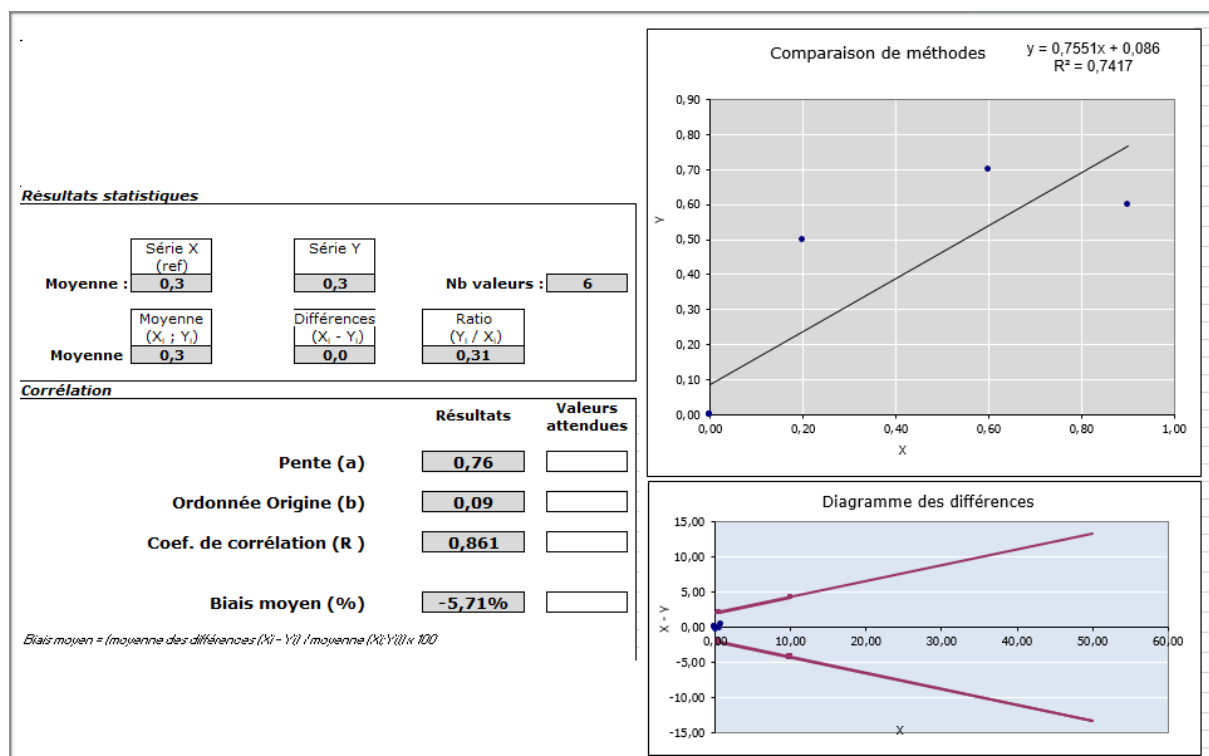 Résultats statistiques
Série X
(ref)
Série Y
Moyenne :
0,3
0,3
Nb valeurs :
6
Moyenne
(Xᵢ ; Yᵢ)
Différences
(Xᵢ - Yᵢ)
Ratio
(Yᵢ / Xᵢ)
Moyenne
0,3
0,0
0,31
Corrélation
Résultats
Valeurs
attendues
Pente (a)
0,76
Ordonnée Origine (b)
0,09
Coef. de corrélation (R )
0,861
Biais moyen (%)
-5,71%
Biais moyen = (moyenne des différences (Xi - Yi) / moyenne (Xi;Yi)) x 100
Comparaison de méthodes
y = 0,7551x + 0,086
R² = 0,7417
0,90
0,80
0,70
0,60
0,50
0,40
0,30
0,20
0,10
0,00
Y
0,00 0,20 0,40 0,60 0,80 1,00
X
Diagramme des différences
15,00
10,00
5,00
0,00
-5,00
-10,00
-15,00
X - Y
0,00 10,00 20,00 30,00 40,00 50,00 60,00
X